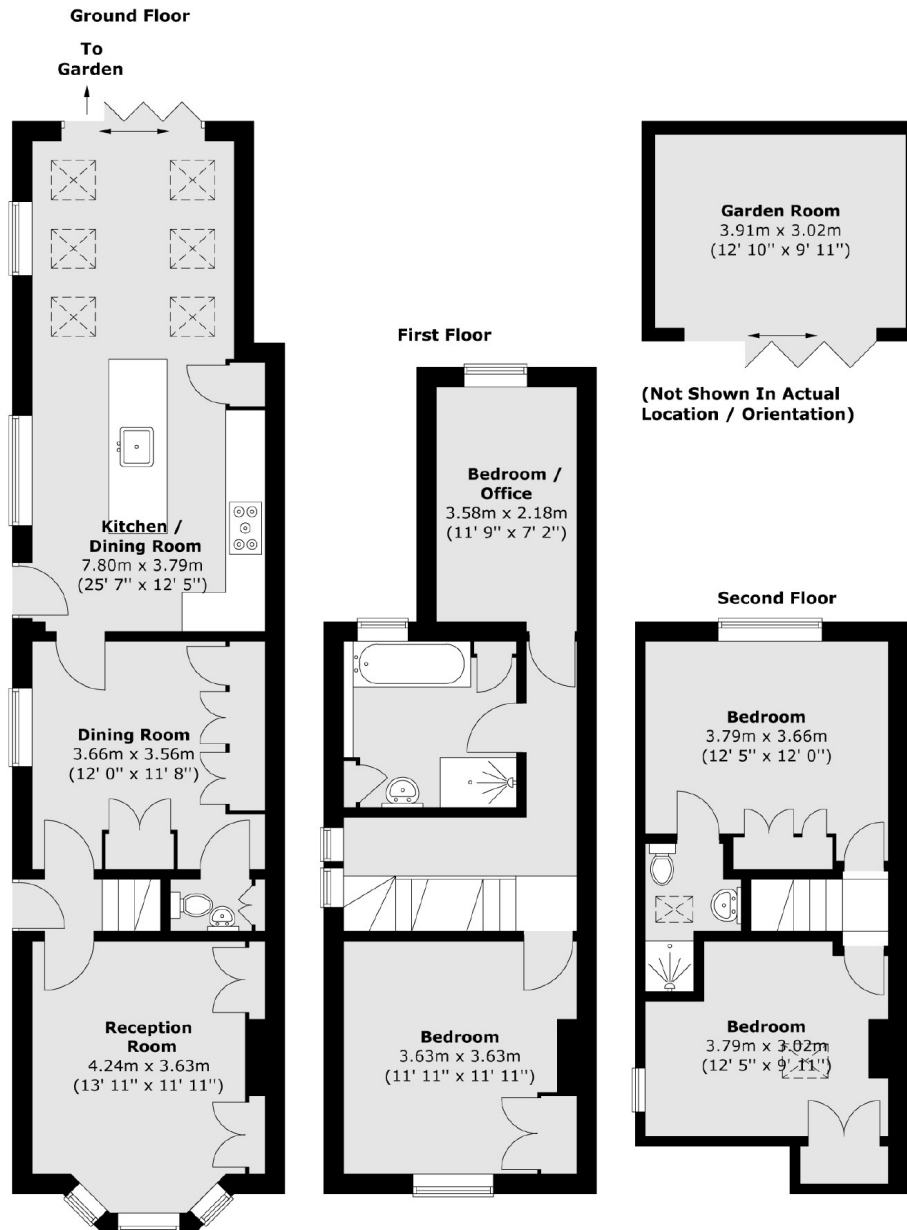 Ground Floor
To
Garden
Kitchen /
Dining Room
7.80m x 3.79m
(25' 7" x 12' 5")
Dining Room
3.66m x 3.56m
(12' 0" x 11' 8")
Reception
Room
4.24m x 3.63m
(13' 11" x 11' 11")
First Floor
Bedroom /
Office
3.58m x 2.18m
(11' 9" x 7' 2")
Bedroom
3.63m x 3.63m
(11' 11" x 11' 11")
Garden Room
3.91m x 3.02m
(12' 10" x 9' 11")
(Not Shown In Actual
Location / Orientation)
Second Floor
Bedroom
3.79m x 3.66m
(12' 5" x 12' 0")
Bedroom
3.79m x 3.02m
(12' 5" x 9' 11")